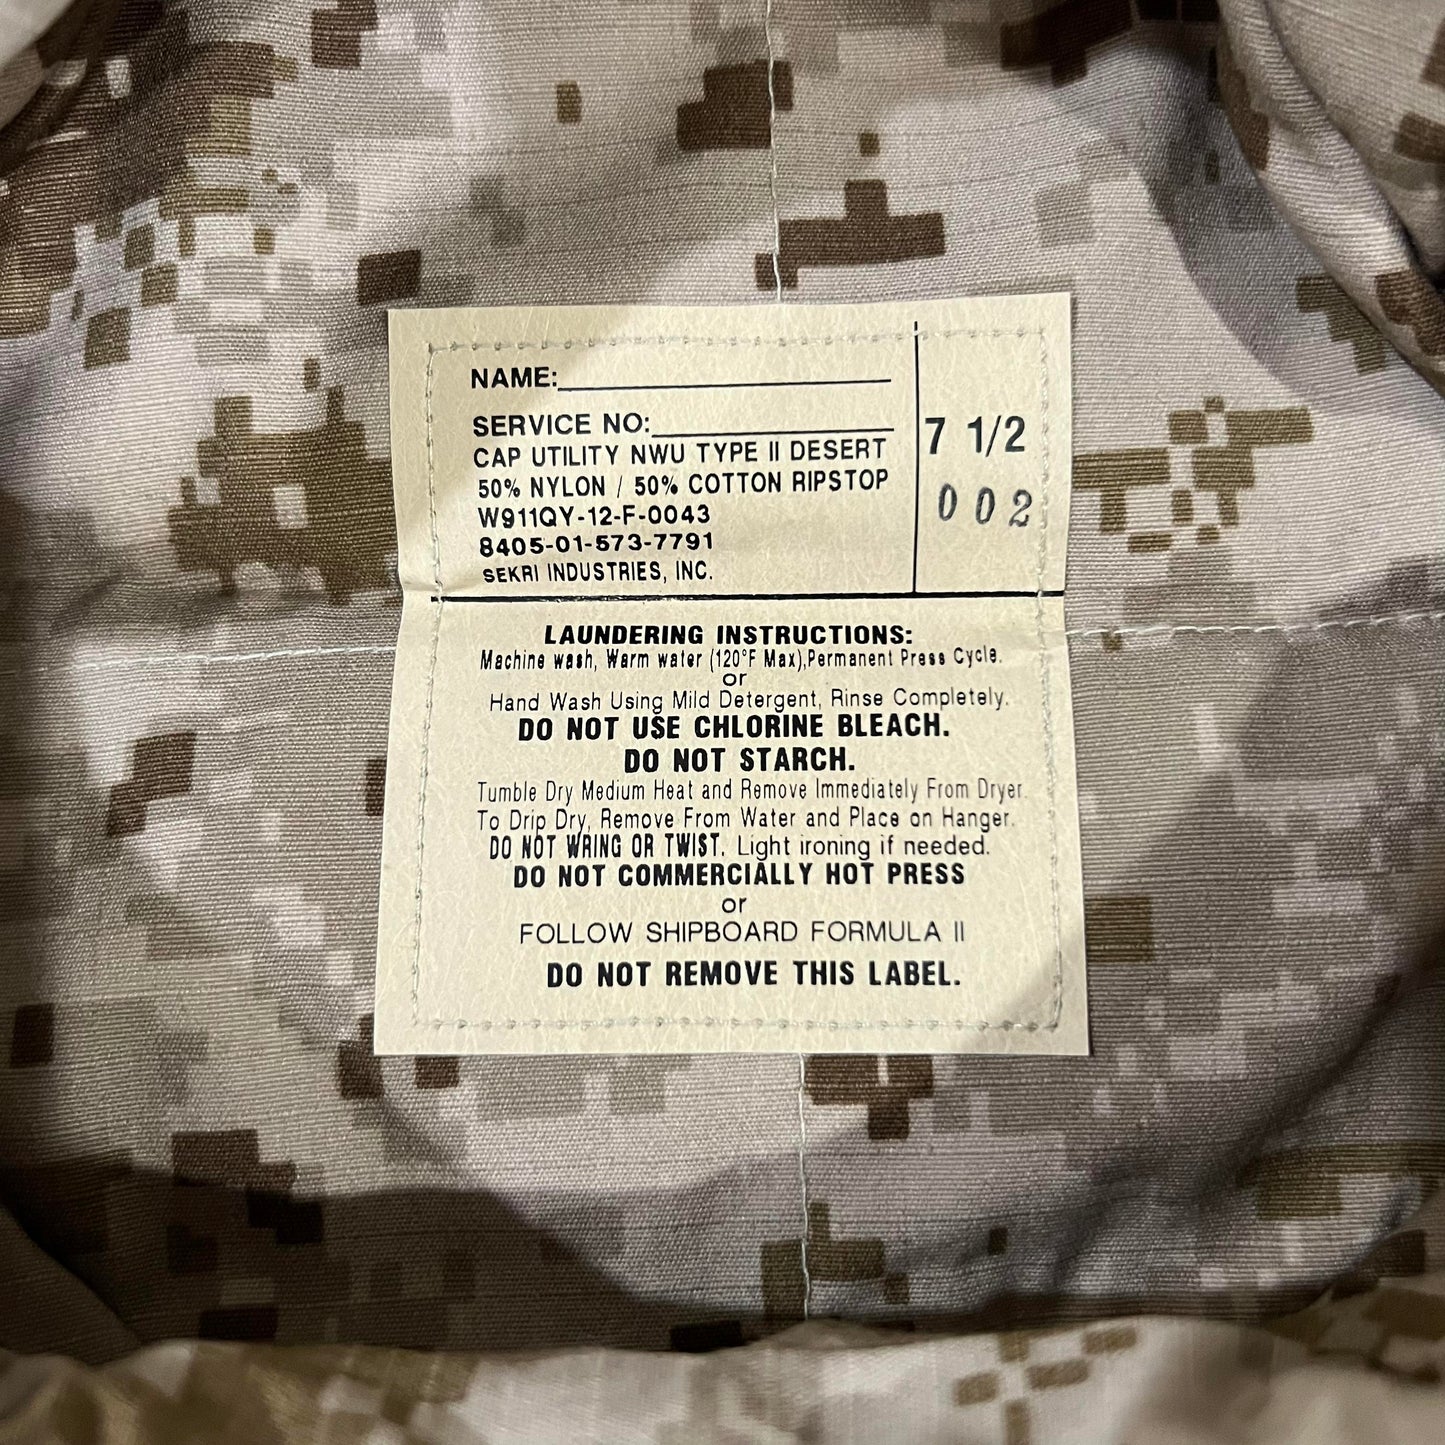 NAME:
SERVICE NO:
CAP UTILITY NWU TYPE II DESERT
50% NYLON / 50% COTTON RIPSTOP
W911QY-12-F-0043
8405-01-573-7791
SEKRI INDUSTRIES, INC.
7 1/2
002
LAUNDERING INSTRUCTIONS:
Machine wash, Warm water (120°F Max),Permanent Press Cycle.
or
Hand Wash Using Mild Detergent, Rinse Completely.
DO NOT USE CHLORINE BLEACH.
DO NOT STARCH.
Tumble Dry Medium Heat and Remove Immediately From Dryer.
To Drip Dry, Remove From Water and Place on Hanger.
DO NOT WRING OR TWIST. Light ironing if needed.
DO NOT COMMERCIALLY HOT PRESS
or
FOLLOW SHIPBOARD FORMULA II
DO NOT REMOVE THIS LABEL.